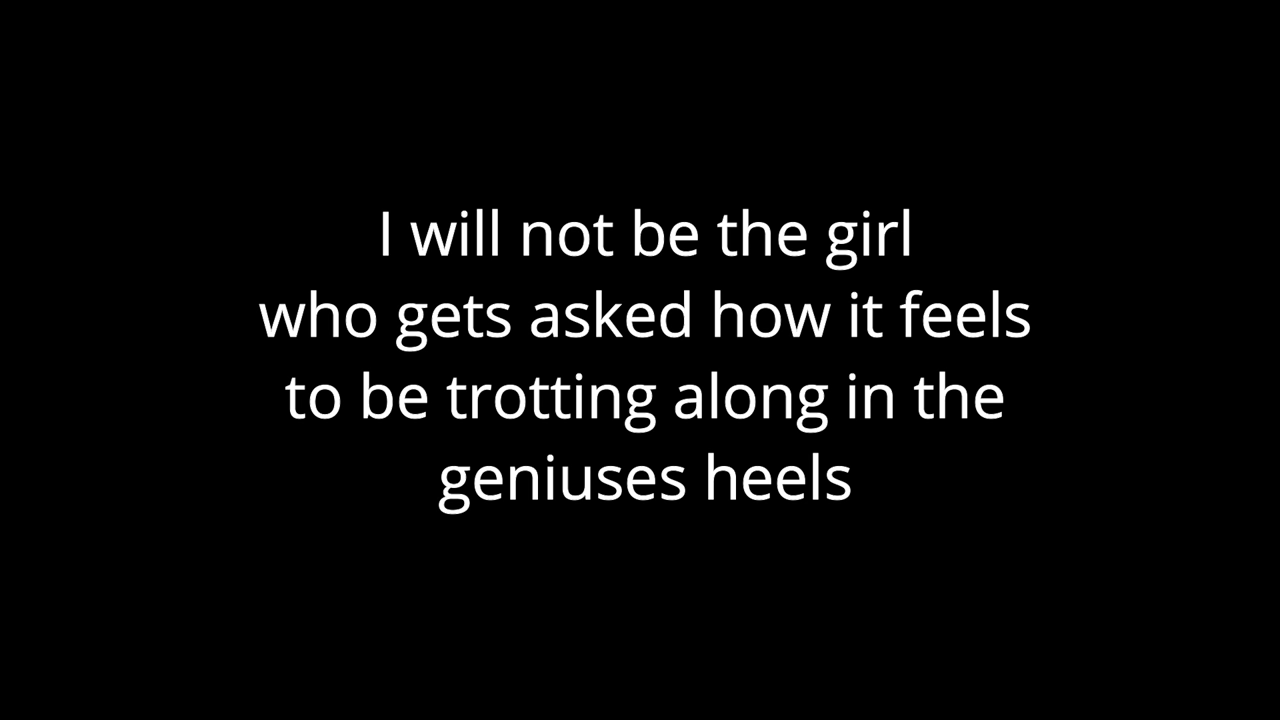 I will not be the girl
who gets asked how it feels
to be trotting along in the
geniuses heels